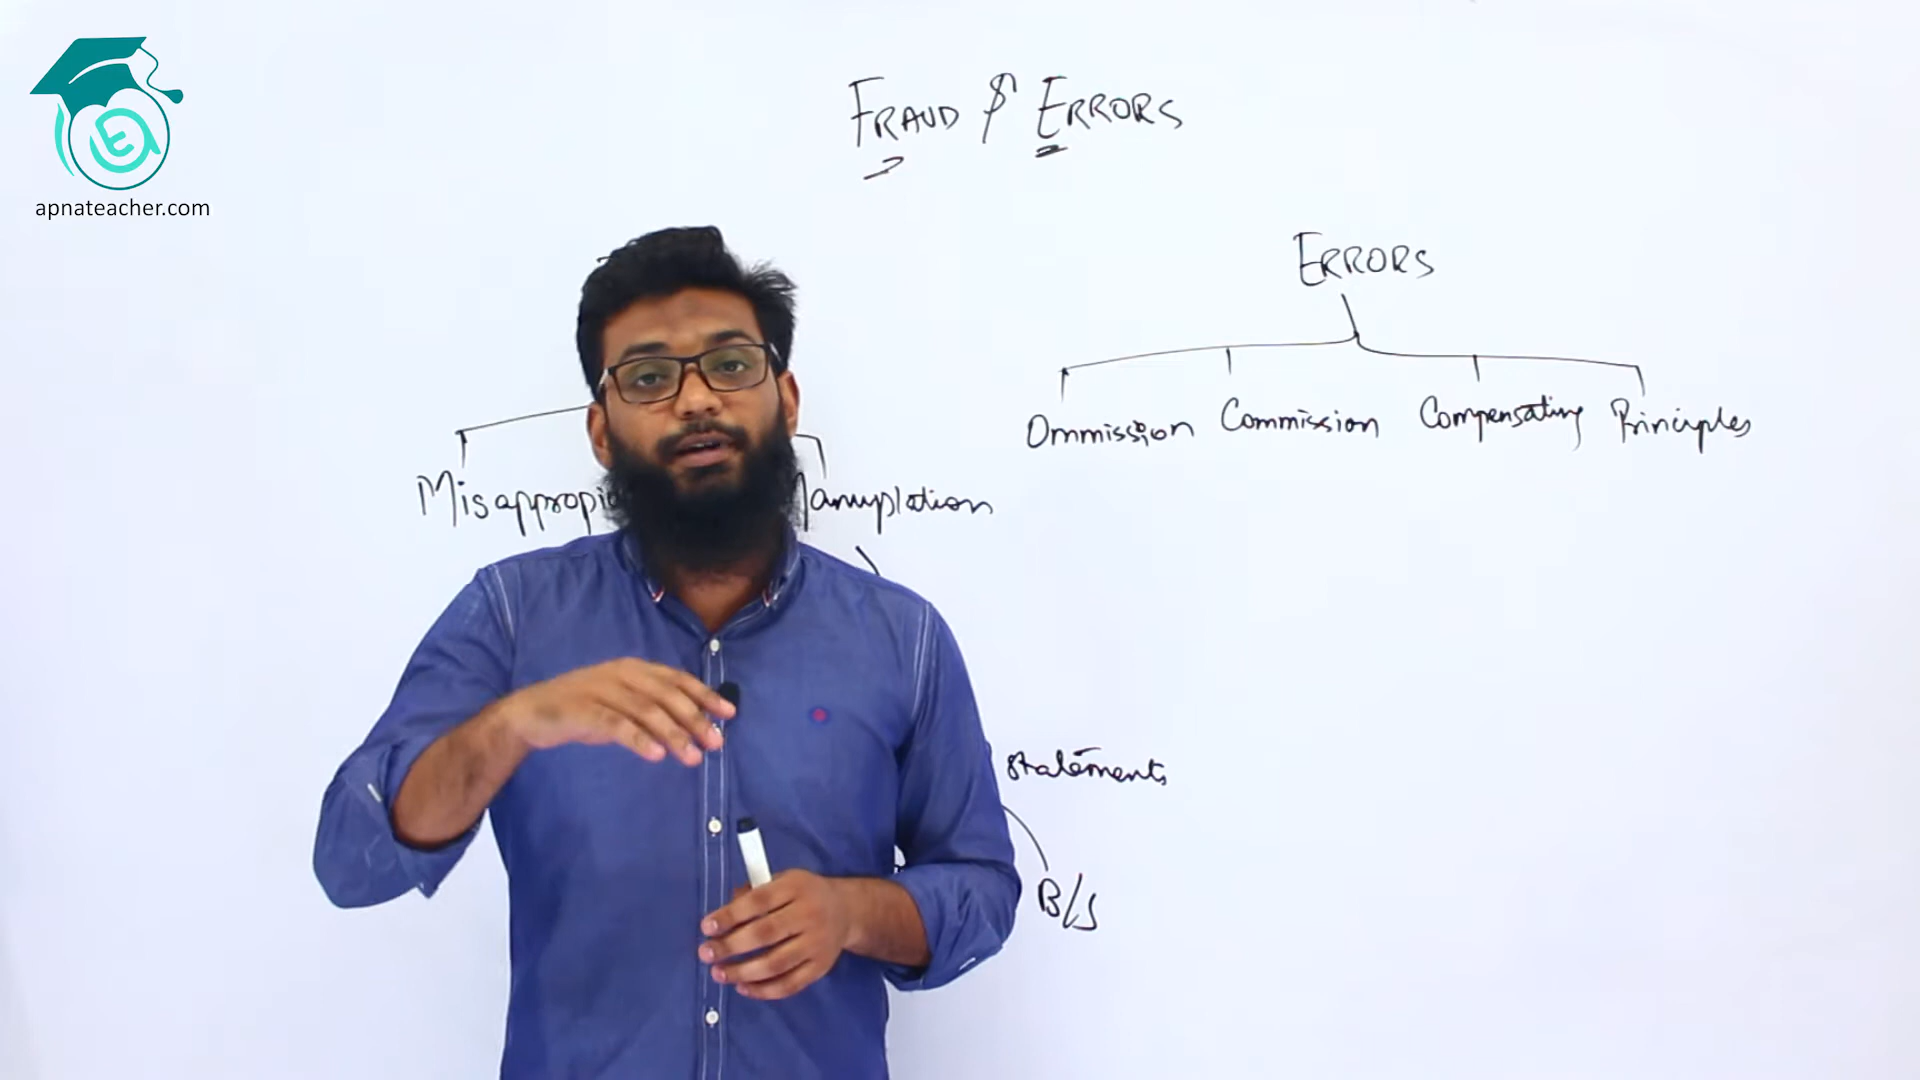 apnateacher.com
FRAUD & ERRORS
ERRORS
Ommission Commission Compensating Principles
Manuplation
statements
B/S